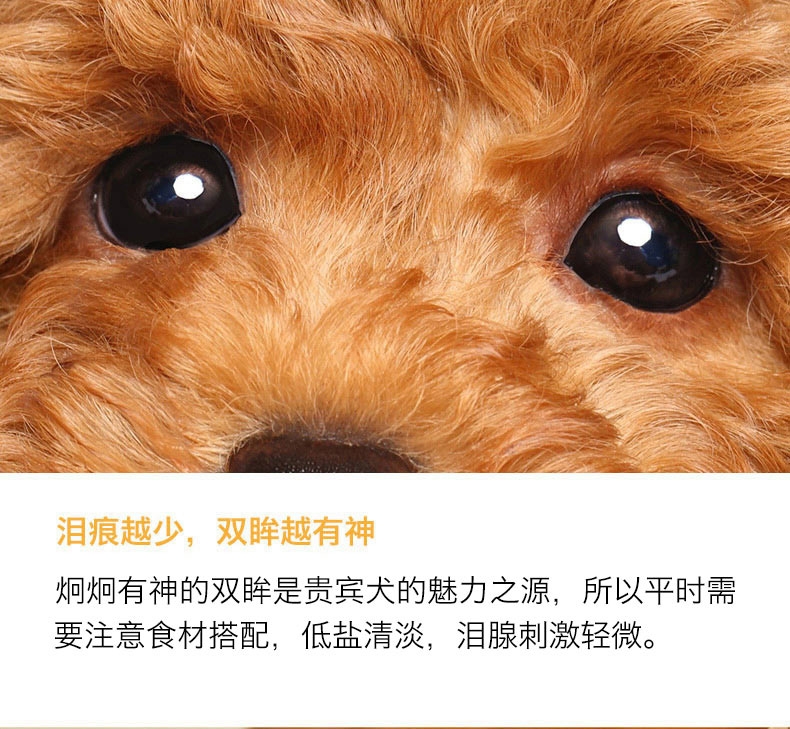 泪痕越少，双眸越有神
炯炯有神的双眸是贵宾犬的魅力之源，所以平时需
要注意食材搭配，低盐清淡，泪腺刺激轻微。